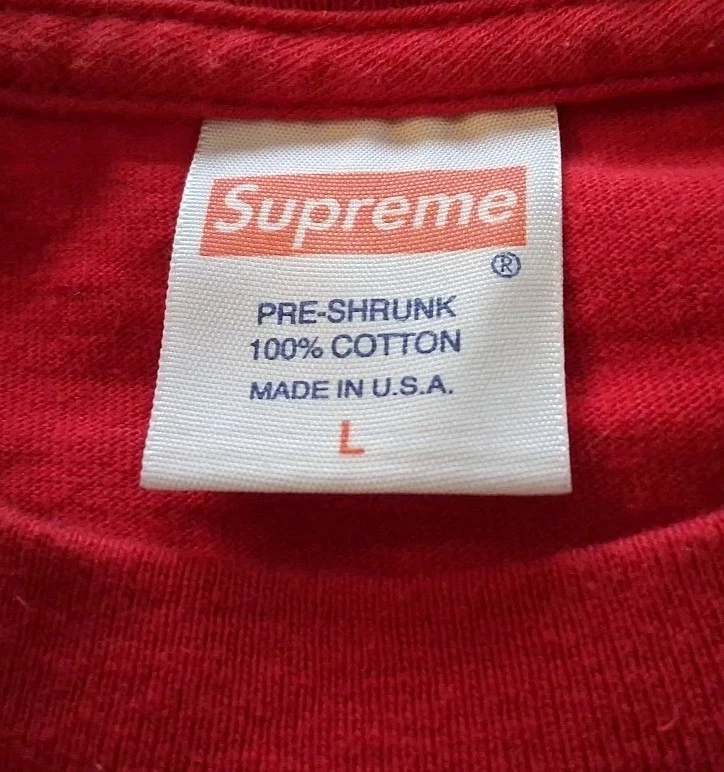 Supreme
®
PRE-SHRUNK
100% COTTON
MADE IN U.S.A.
L